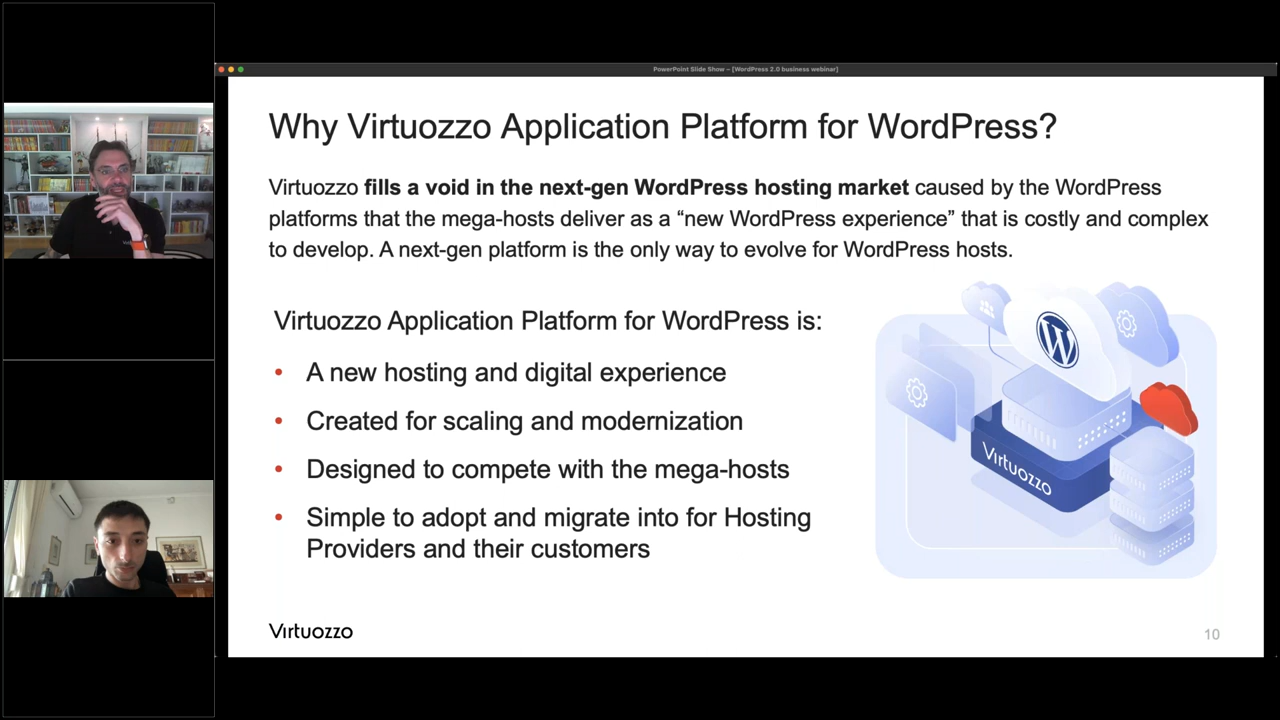 PowerPoint Slide Show – [WordPress 2.0 business webinar]
Why Virtuozzo Application Platform for WordPress?
Virtuozzo fills a void in the next-gen WordPress hosting market caused by the WordPress
platforms that the mega-hosts deliver as a “new WordPress experience” that is costly and complex
to develop. A next-gen platform is the only way to evolve for WordPress hosts.
Virtuozzo Application Platform for WordPress is:
• A new hosting and digital experience
• Created for scaling and modernization
• Designed to compete with the mega-hosts
• Simple to adopt and migrate into for Hosting
Providers and their customers
W
Virtuozzo
Virtuozzo
10